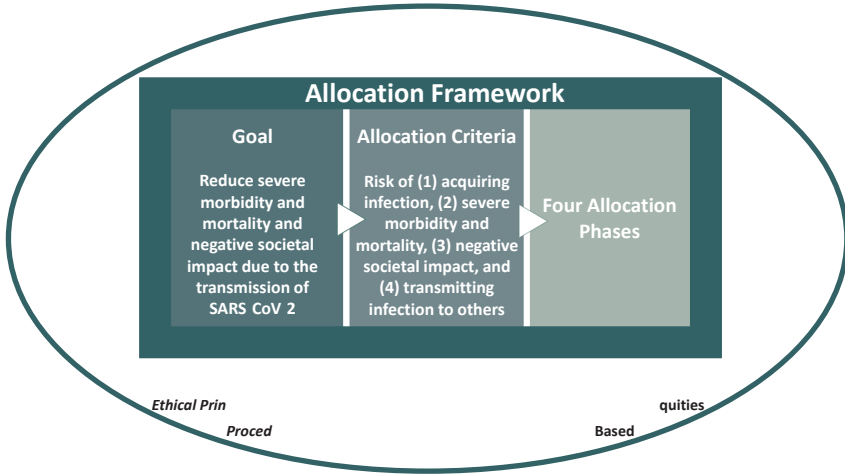 Allocation Framework
Goal
Reduce severe
morbidity and
mortality and
negative societal
impact due to the
transmission of
SARS CoV 2
Allocation Criteria
Risk of (1) acquiring
infection, (2) severe
morbidity and
mortality, (3) negative
societal impact, and
(4) transmitting
infection to others
Four Allocation
Phases
Ethical Prin quities
Proced Based